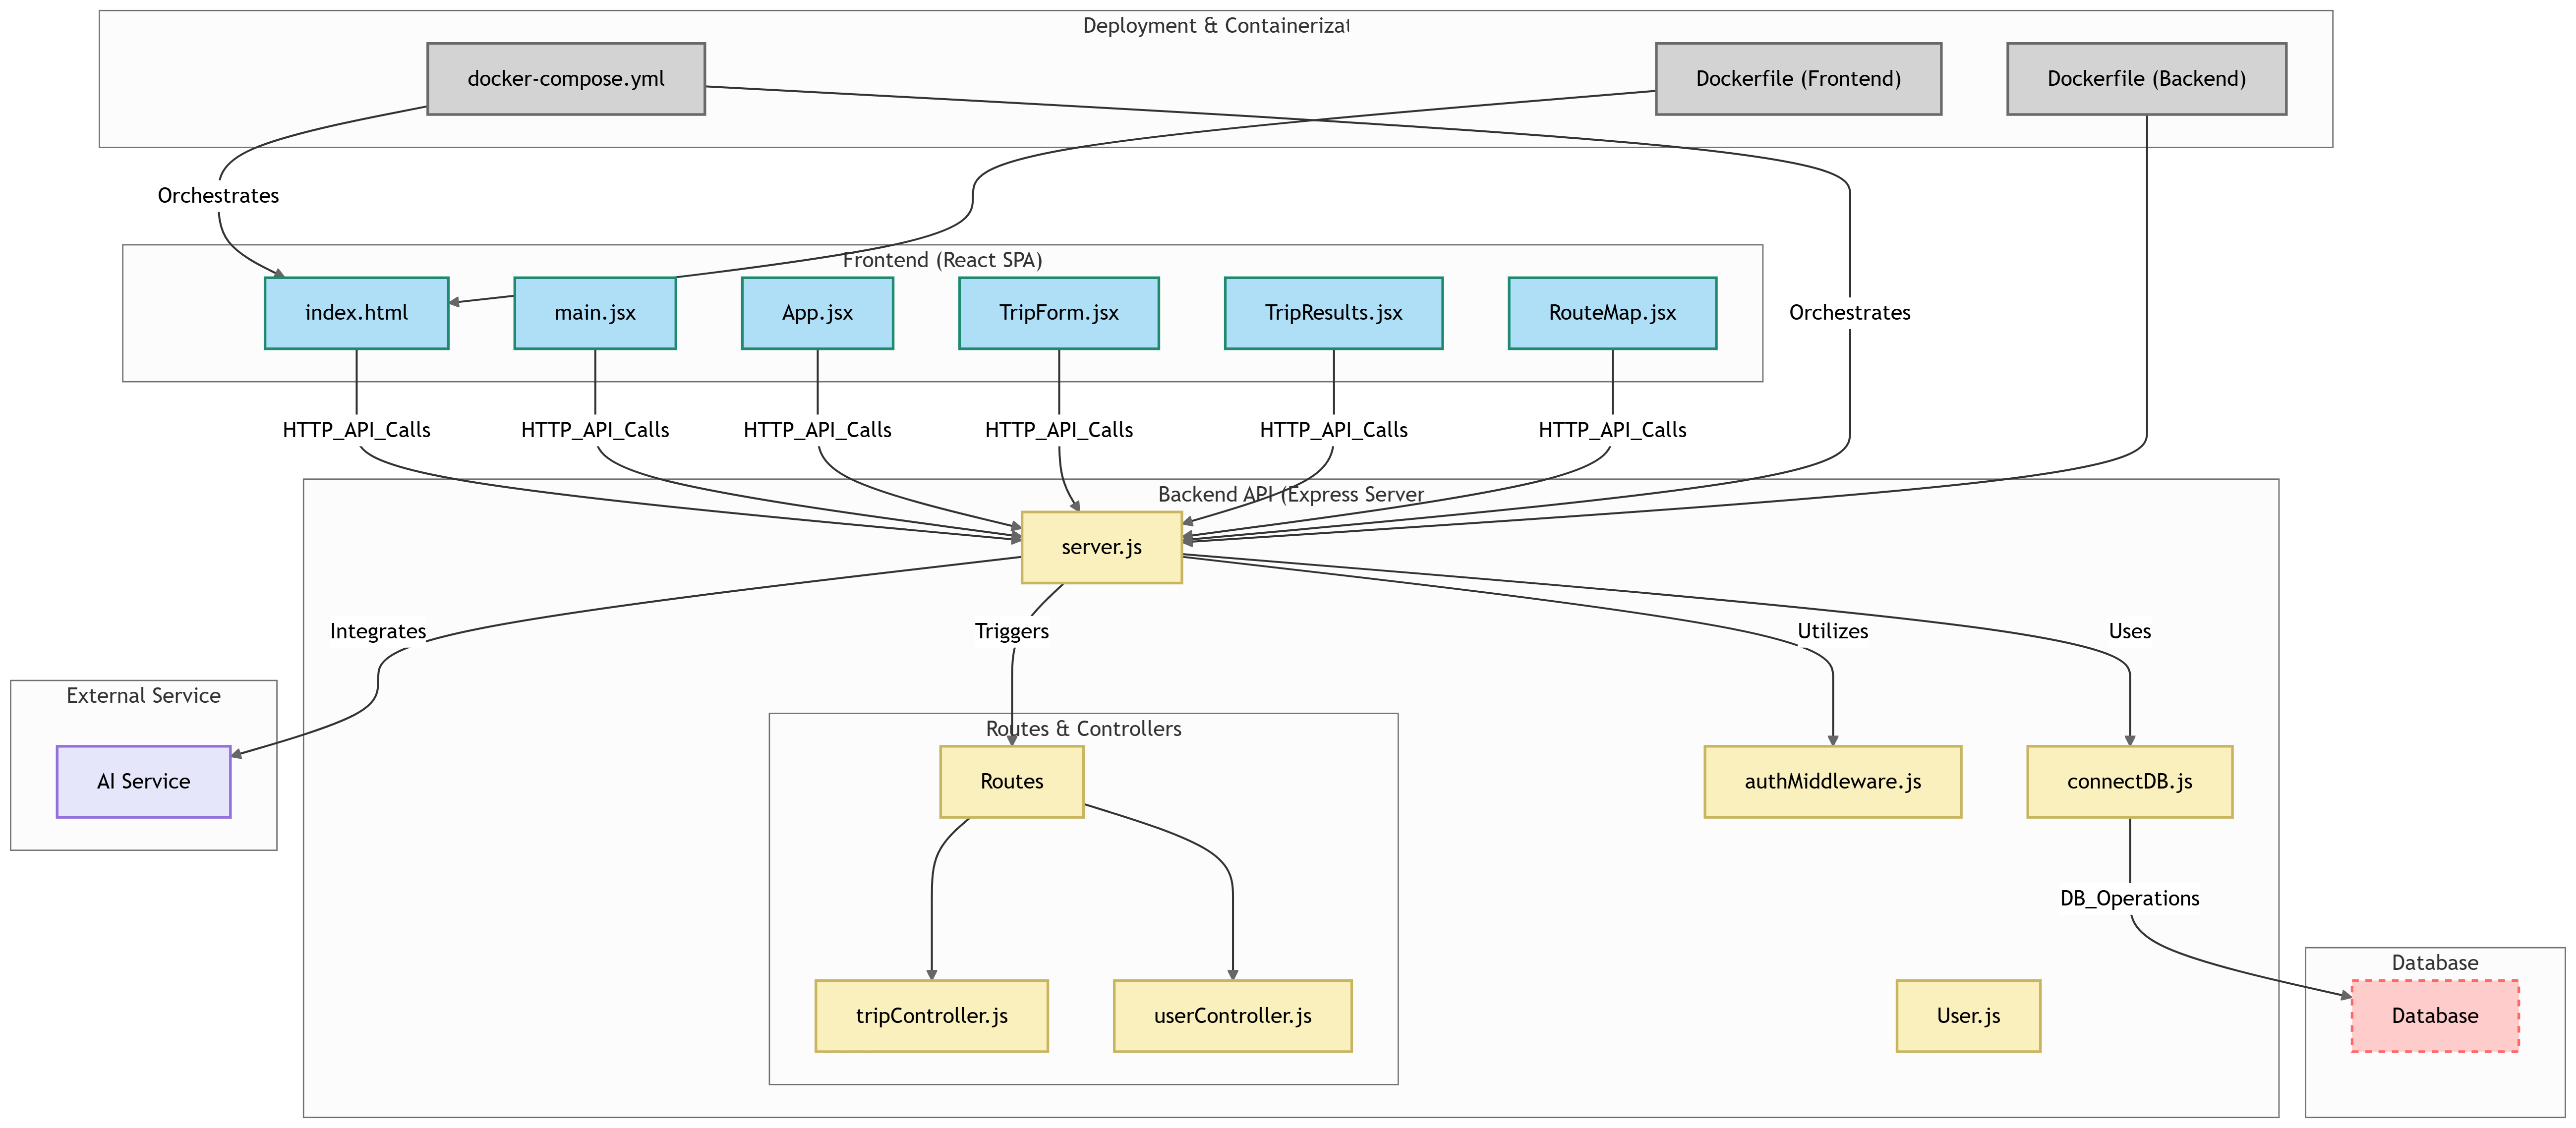 Deployment & Containerizat
docker-compose.yml
Dockerfile (Frontend)
Dockerfile (Backend)
Orchestrates
Frontend (React SPA)
index.html
main.jsx
App.jsx
TripForm.jsx
TripResults.jsx
RouteMap.jsx
Orchestrates
HTTP_API_Calls
HTTP_API_Calls
HTTP_API_Calls
HTTP_API_Calls
HTTP_API_Calls
HTTP_API_Calls
Backend API (Express Server
server.js
Integrates
Triggers
Utilizes
Uses
External Service
AI Service
Routes & Controllers
Routes
authMiddleware.js
connectDB.js
DB_Operations
Database
tripController.js
userController.js
User.js
Database